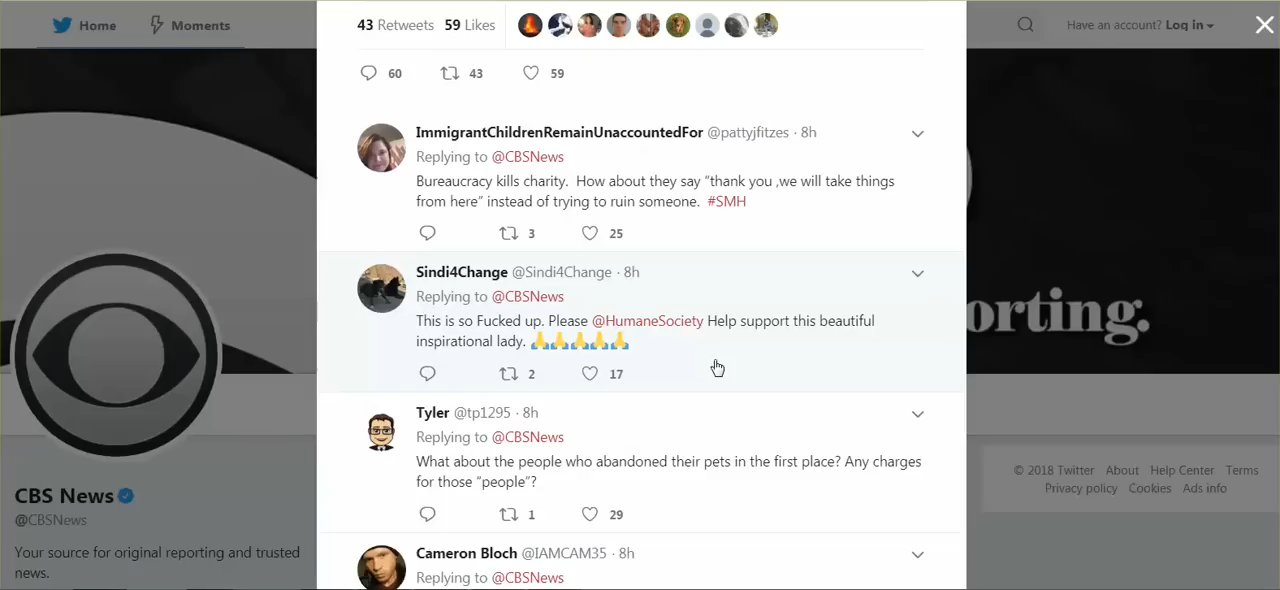 Home Moments Have an account? Log in
43 Retweets 59 Likes
60 43 59
ImmigrantChildrenRemainUnaccountedFor @pattyjfitzes · 8h
Replying to @CBSNews
Bureaucracy kills charity. How about they say “thank you ,we will take things
from here” instead of trying to ruin someone. #SMH
3 25
Sindi4Change @Sindi4Change · 8h
Replying to @CBSNews
This is so Fucked up. Please @HumaneSociety Help support this beautiful
inspirational lady. 🙏🙏🙏🙏🙏
2 17
Tyler @tp1295 · 8h
Replying to @CBSNews
What about the people who abandoned their pets in the first place? Any charges
for those “people”?
1 29
Cameron Bloch @IAMCAM35 · 8h
Replying to @CBSNews
CBS News
@CBSNews
Your source for original reporting and trusted
news.
orting.
© 2018 Twitter About Help Center Terms
Privacy policy Cookies Ads info